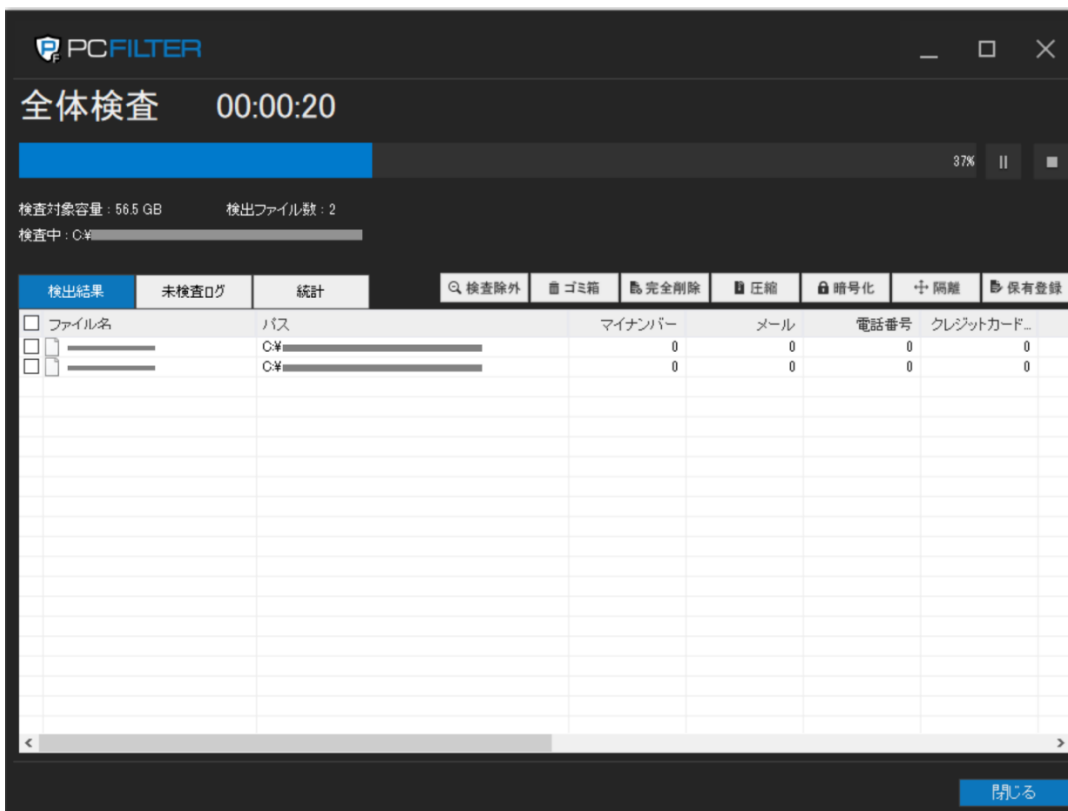 PCFILTER
全体検査 00:00:20
37%
検査対象容量 : 56.5 GB 検出ファイル数 : 2
検査中 : C:¥
検出結果 未検査ログ 統計 検査除外 ゴミ箱 完全削除 圧縮 暗号化 隔離 保有登録
ファイル名 パス マイナンバー メール 電話番号 クレジットカード...
C:¥ 0 0 0 0
C:¥ 0 0 0 0
閉じる